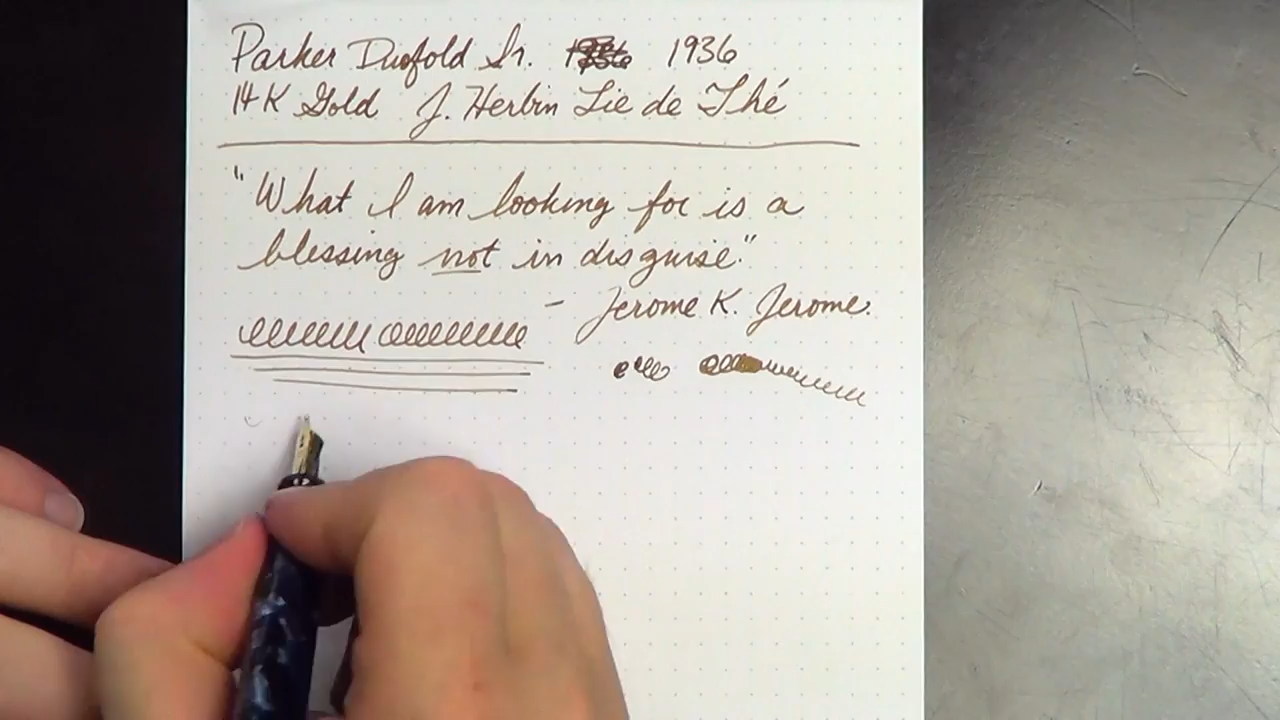 Parker Duofold Sr. 1936
14K Gold J. Herbin Lie de Thé
"What I am looking for is a
blessing not in disguise."
- Jerome K. Jerome.